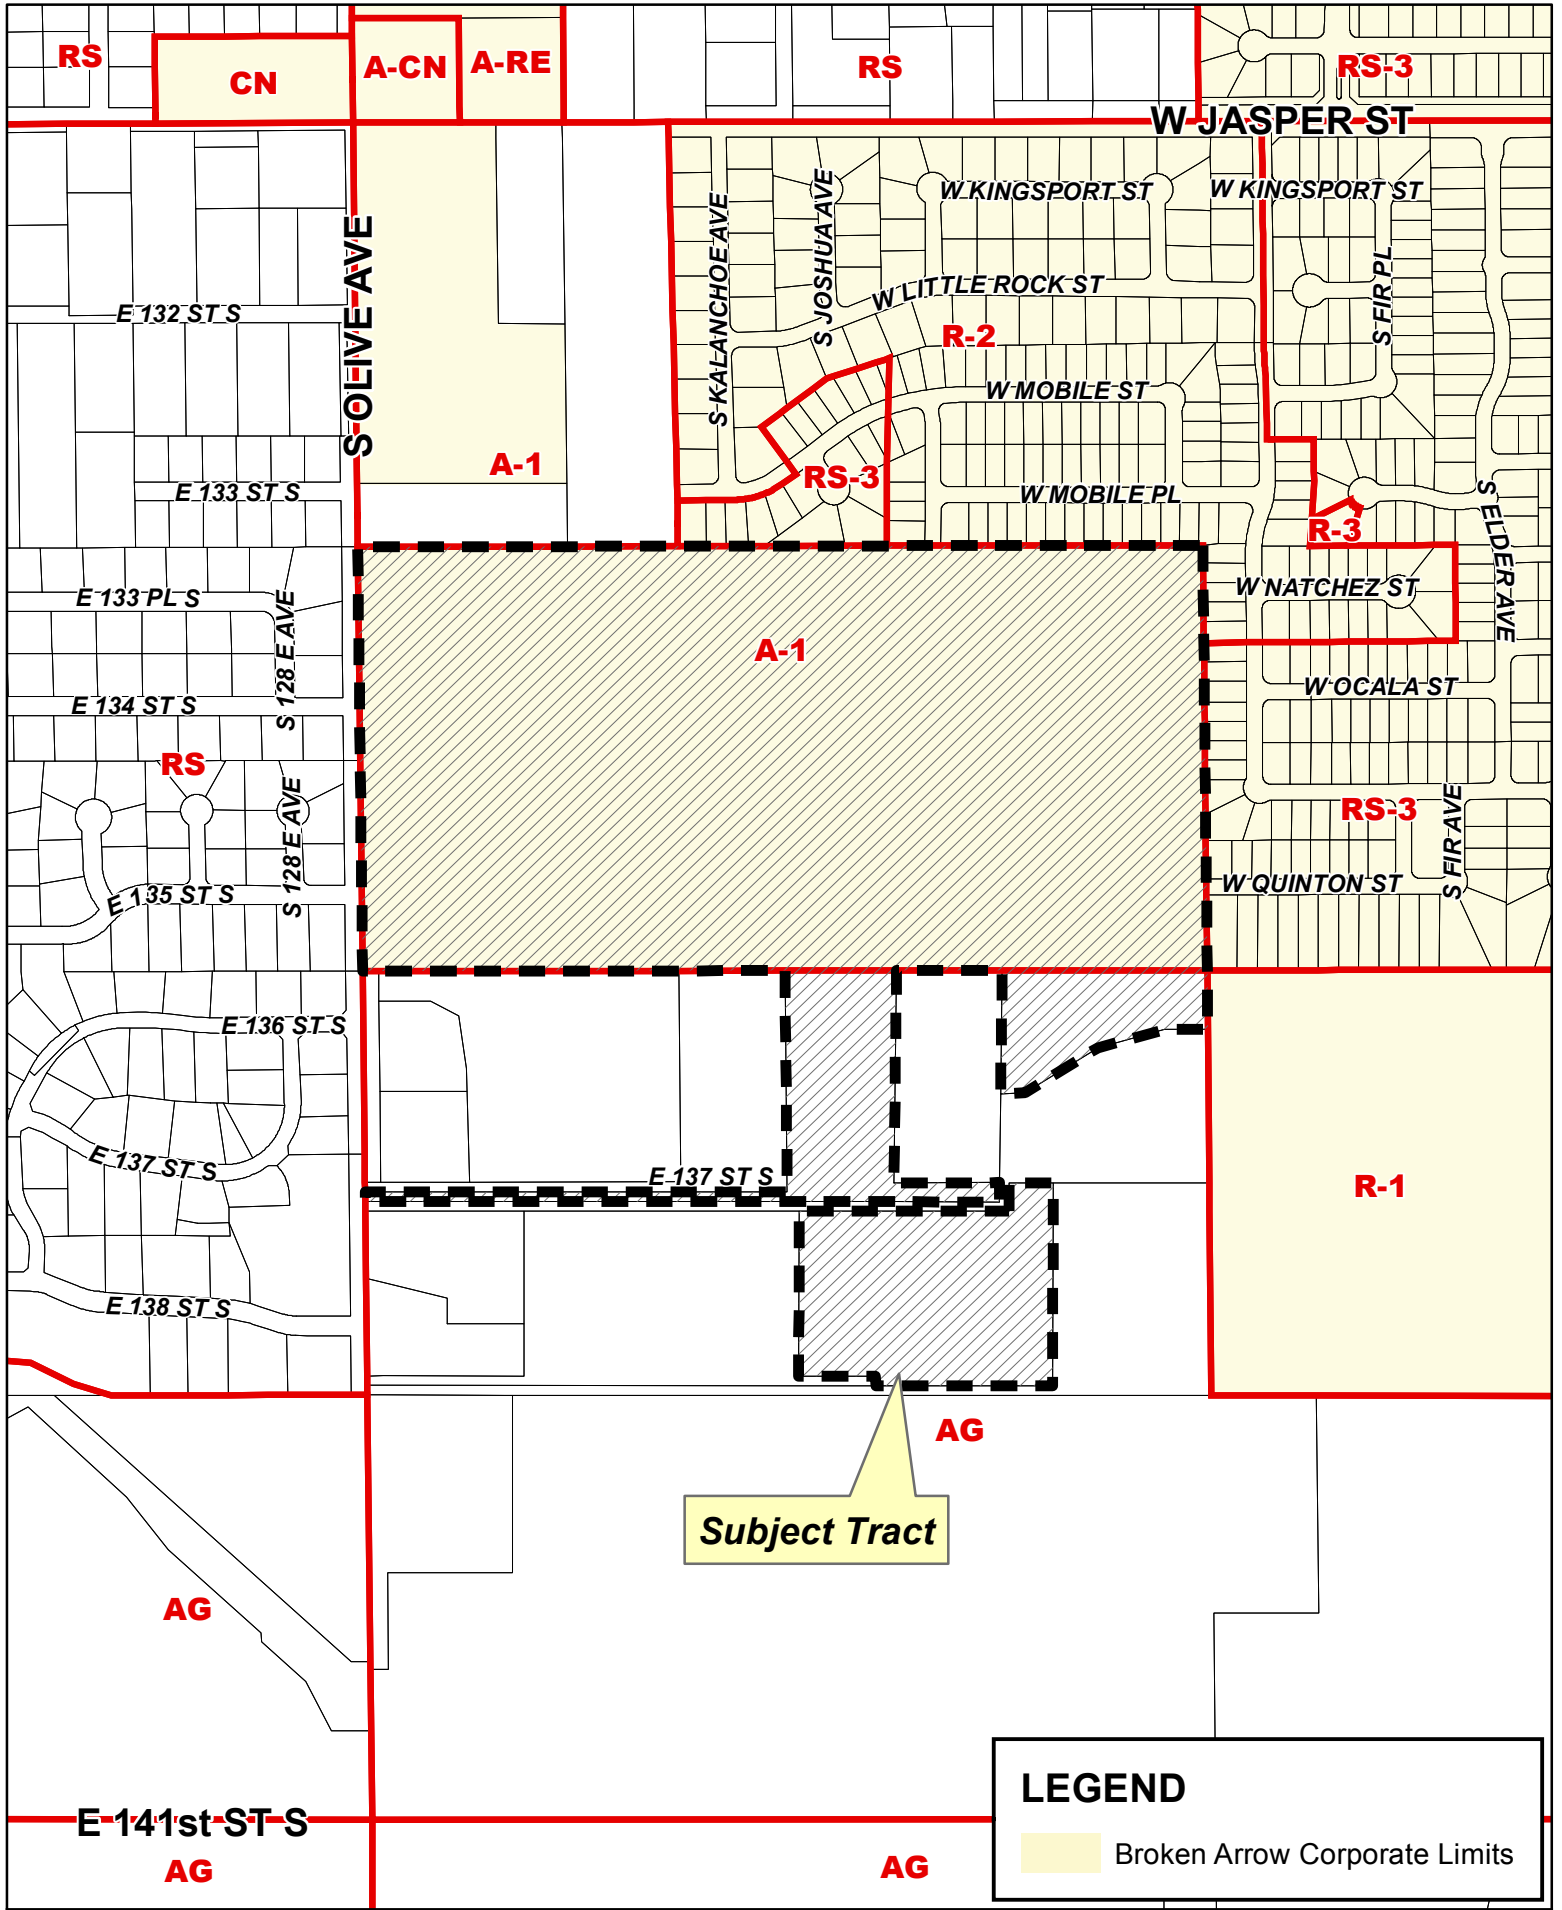 RS
CN
A-CN
A-RE
RS
RS-3
W JASPER ST
W KINGSPORT ST
W KINGSPORT ST
S OLIVE AVE
S KALANCHOE AVE
S JOSHUA AVE
S FIR PL
W LITTLE ROCK ST
E 132 ST S
R-2
W MOBILE ST
A-1
RS-3
E 133 ST S
W MOBILE PL
S ELDER AVE
R-3
W NATCHEZ ST
E 133 PL S
S 128 E AVE
A-1
W OCALA ST
E 134 ST S
RS
S 128 E AVE
RS-3
S FIR AVE
W QUINTON ST
E 135 ST S
E 136 ST S
E 137 ST S
E 137 ST S
R-1
E 138 ST S
AG
Subject Tract
AG
LEGEND
Broken Arrow Corporate Limits
E 141st ST S
AG
AG